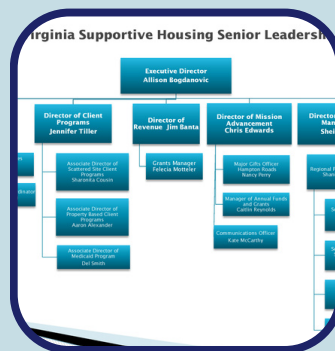 irginia Supportive Housing Senior Leadersh
Executive Director
Allison Bogdanovic
Director of Client
Programs
Jennifer Tiller
Director of
Revenue Jim Banta
Director of Mission
Advancement
Chris Edwards
Director
Man
Shei
Associate Director of
Scattered Site Client
Programs
Sharonita Cousin
Associate Director of
Property Based Client
Programs
Aaron Alexander
Associate Director of
Medicaid Program
Del Smith
Grants Manager
Felecia Motteler
Major Gifts Officer
Hampton Roads
Nancy Perry
Manager of Annual Funds
and Grants
Caitlin Reynolds
Communications Officer
Kate McCarthy
Regional
Shan